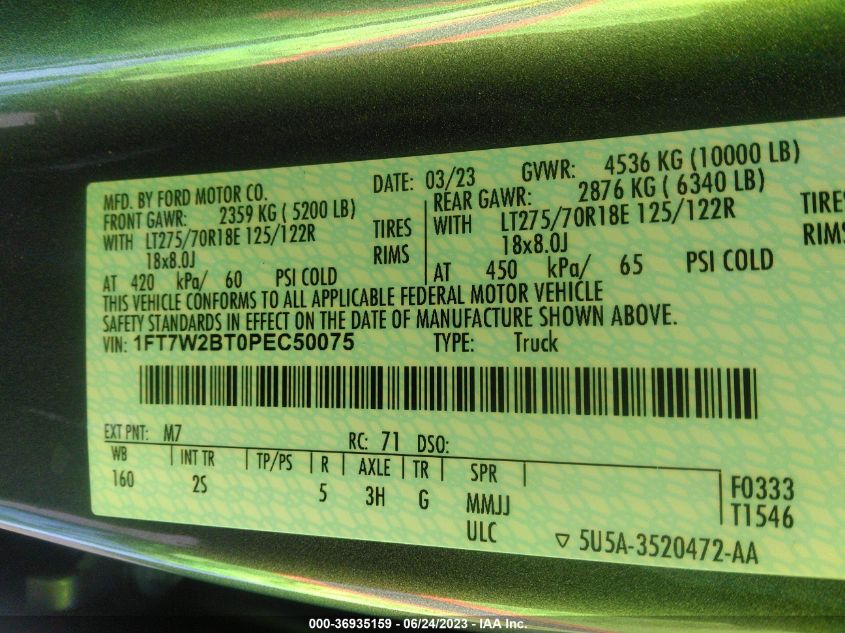 MFD. BY FORD MOTOR CO. DATE: 03/23 GVWR: 4536 KG (10000 LB)
FRONT GAWR: 2359 KG ( 5200 LB) REAR GAWR: 2876 KG ( 6340 LB)
WITH LT275/70R18E 125/122R TIRES WITH LT275/70R18E 125/122R TIRES
18x8.0J RIMS 18x8.0J RIMS
AT 420 kPa/ 60 PSI COLD AT 450 kPa/ 65 PSI COLD
THIS VEHICLE CONFORMS TO ALL APPLICABLE FEDERAL MOTOR VEHICLE
SAFETY STANDARDS IN EFFECT ON THE DATE OF MANUFACTURE SHOWN ABOVE.
VIN: 1FT7W2BT0PEC50075 TYPE: Truck
EXT PNT: M7 RC: 71 DSO:
WB INT TR TP/PS R AXLE TR SPR
160 2S 5 3H G MMJJ F0333
ULC T1546
▽ 5U5A-3520472-AA
000-36935159 - 06/24/2023 - IAA Inc.